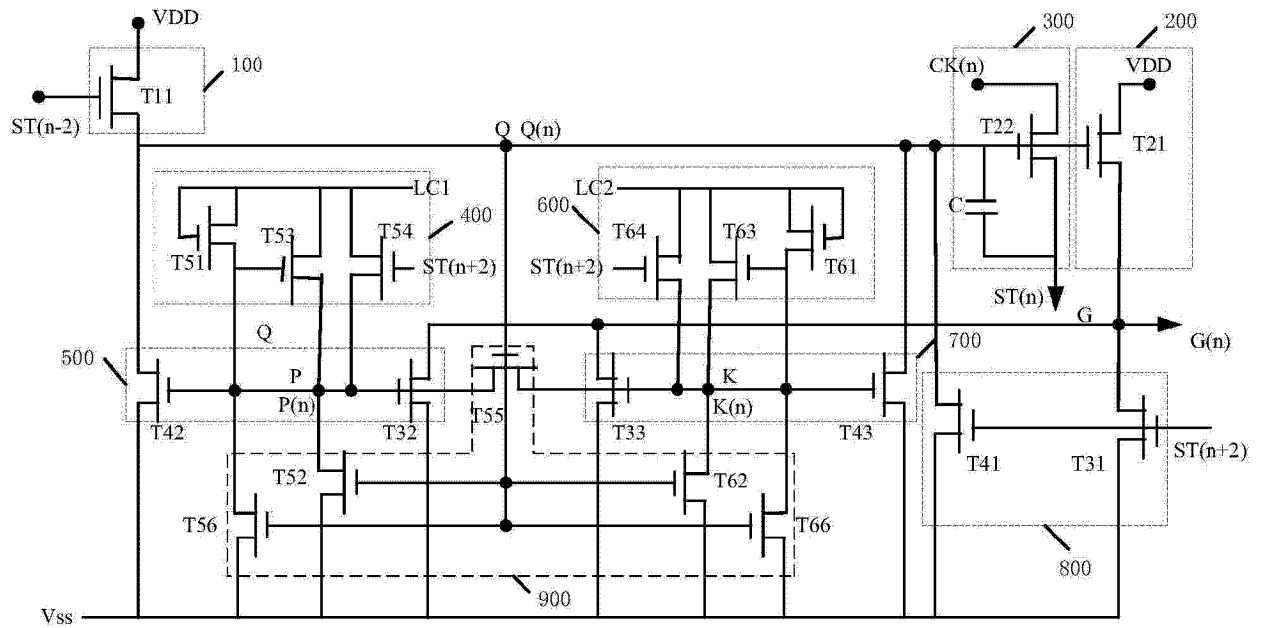 VDD
300
200
100
CK(n)
VDD
T11
ST(n-2)
Q Q(n)
T22
T21
LC1
LC2
400
600
C
T53
T54
T64
T63
T51
ST(n+2)
ST(n+2)
T61
ST(n)
Q
G
G(n)
500
700
P
K
P(n)
K(n)
T55
T42
T32
T33
T43
T41
T31
ST(n+2)
T52
T62
T56
T66
800
900
Vss